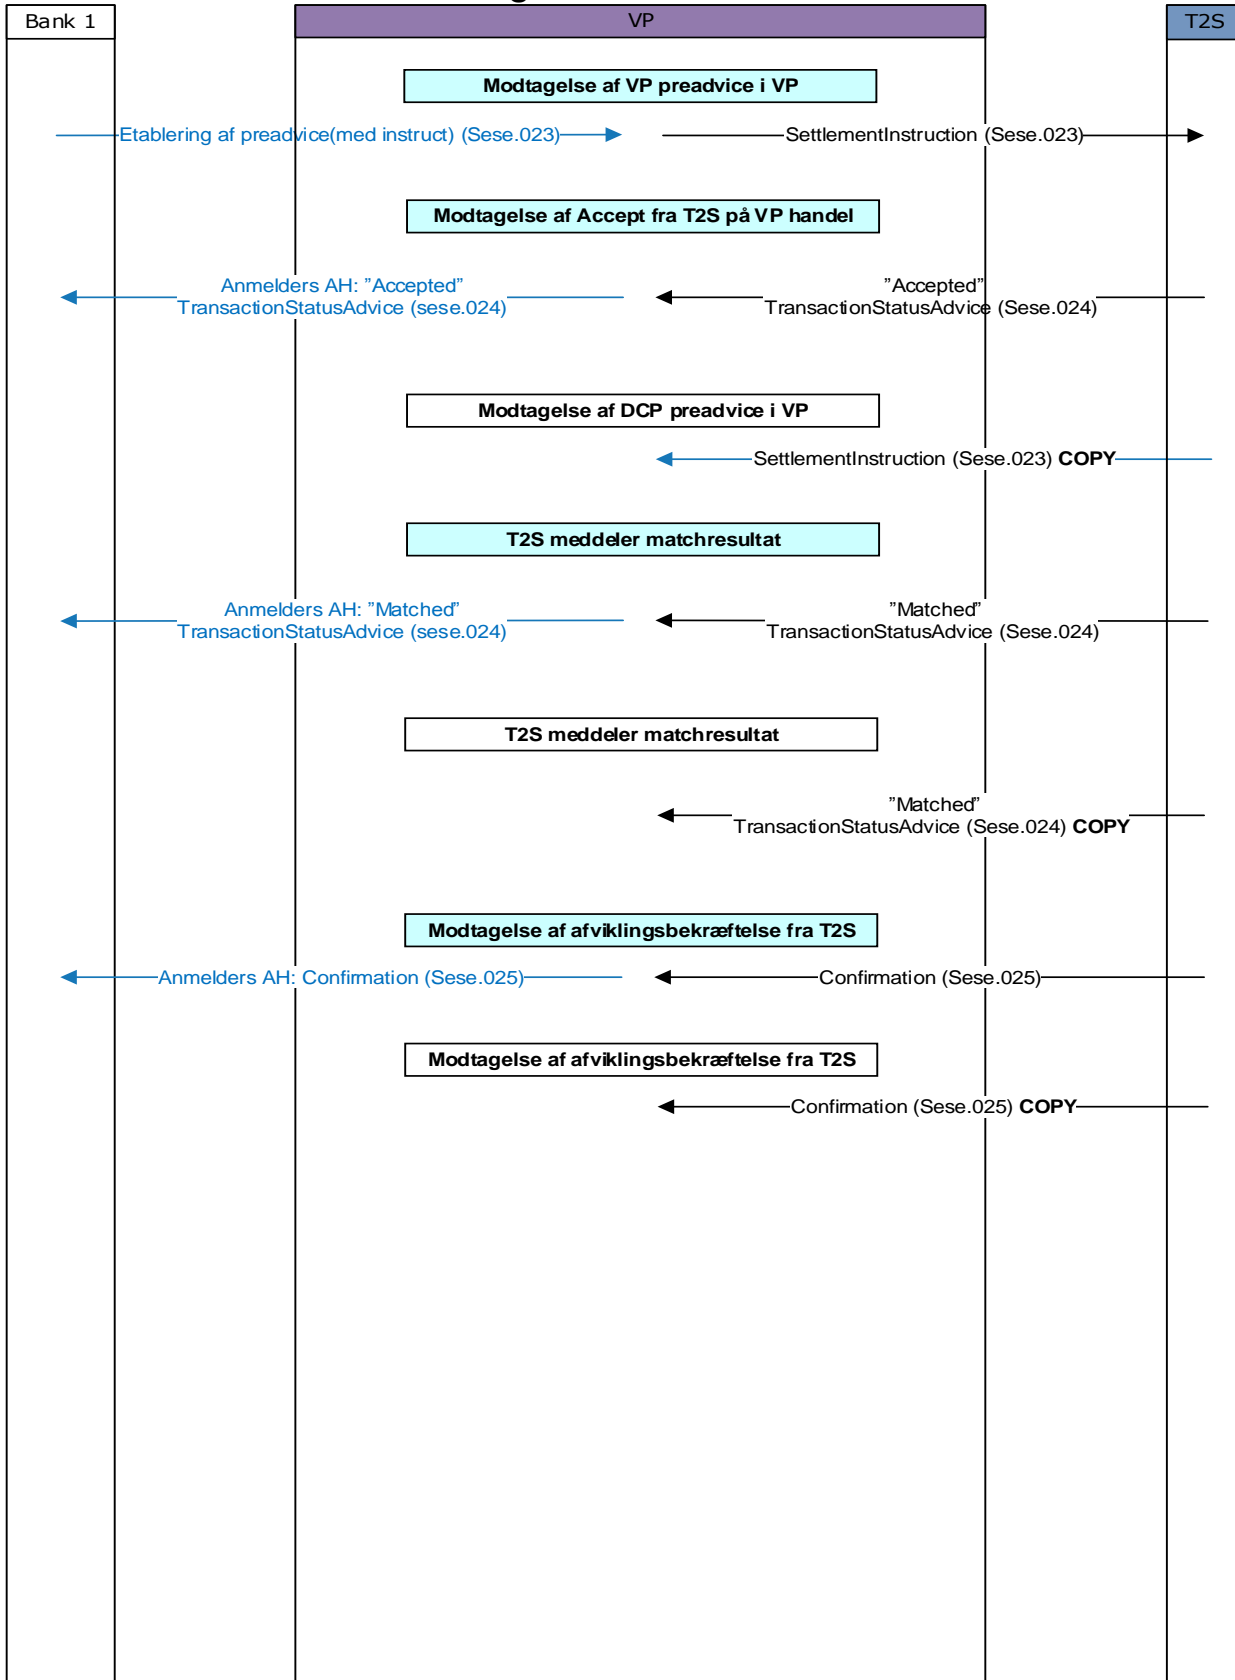 Bank 1
VP
T2S
Modtagelse af VP preadvice i VP
Etablering af preadvice(med instruct) (Sese.023)
SettlementInstruction (Sese.023)
Modtagelse af Accept fra T2S på VP handel
Anmelders AH: ”Accepted”
TransactionStatusAdvice (sese.024)
”Accepted”
TransactionStatusAdvice (Sese.024)
Modtagelse af DCP preadvice i VP
SettlementInstruction (Sese.023) COPY
T2S meddeler matchresultat
Anmelders AH: ”Matched”
TransactionStatusAdvice (sese.024)
”Matched”
TransactionStatusAdvice (Sese.024)
T2S meddeler matchresultat
”Matched”
TransactionStatusAdvice (Sese.024) COPY
Modtagelse af afviklingsbekræftelse fra T2S
Anmelders AH: Confirmation (Sese.025)
Confirmation (Sese.025)
Modtagelse af afviklingsbekræftelse fra T2S
Confirmation (Sese.025) COPY